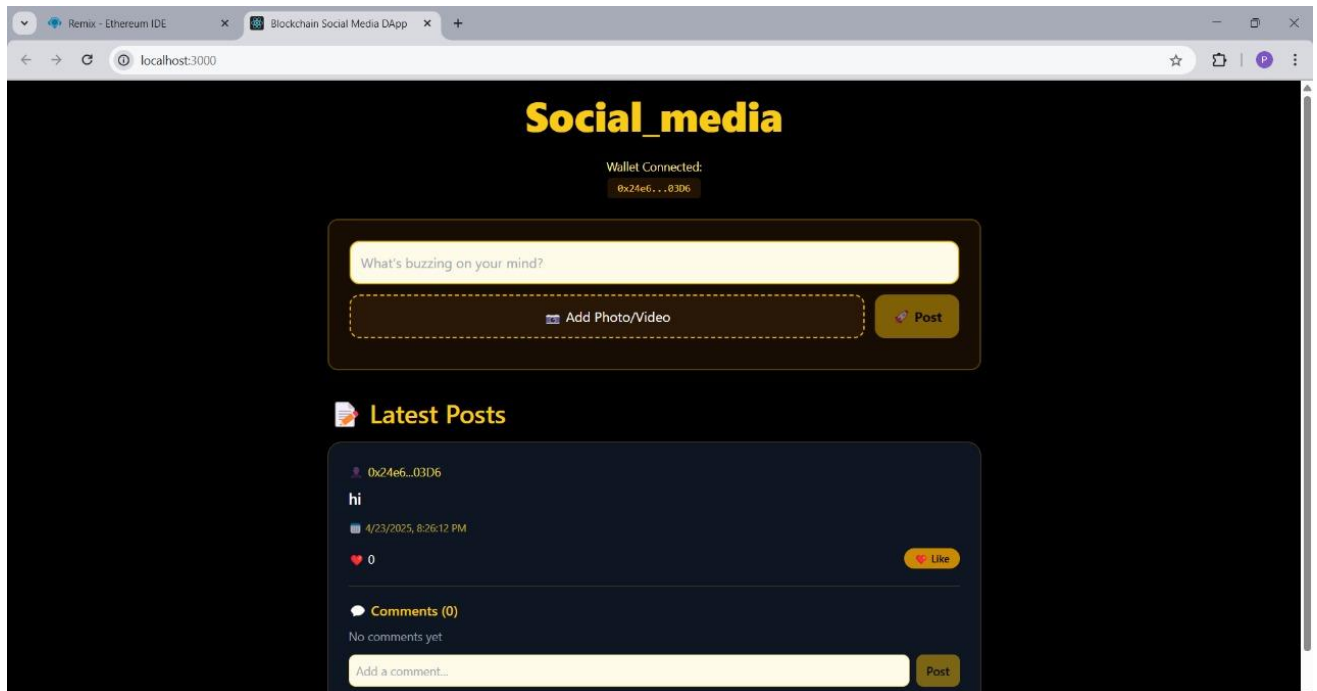 Remix - Ethereum IDE
Blockchain Social Media DApp
localhost:3000
P
Social_media
Wallet Connected:
0x24e6...03D6
What's buzzing on your mind?
Add Photo/Video
Post
Latest Posts
0x24e6...03D6
hi
4/23/2025, 8:26:12 PM
0
Like
Comments (0)
No comments yet
Add a comment...
Post